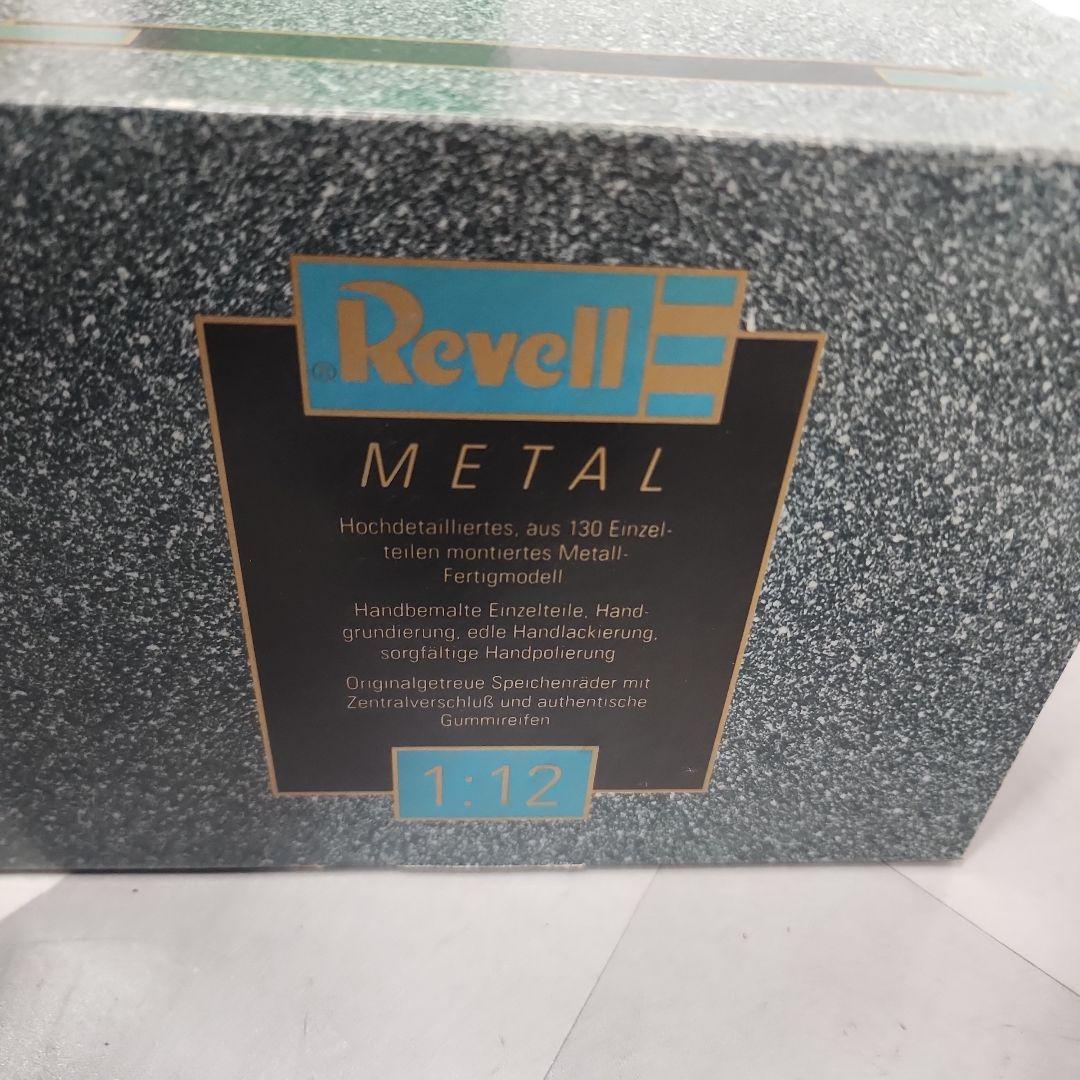 ® Revell
METAL
Hochdetailliertes, aus 130 Einzel-
teilen montiertes Metall-
Fertigmodell
Handbemalte Einzelteile, Hand-
grundierung, edle Handlackierung,
sorgfältige Handpolierung
Originalgetreue Speichenräder mit
Zentralverschluß und authentische
Gummireifen
1:12